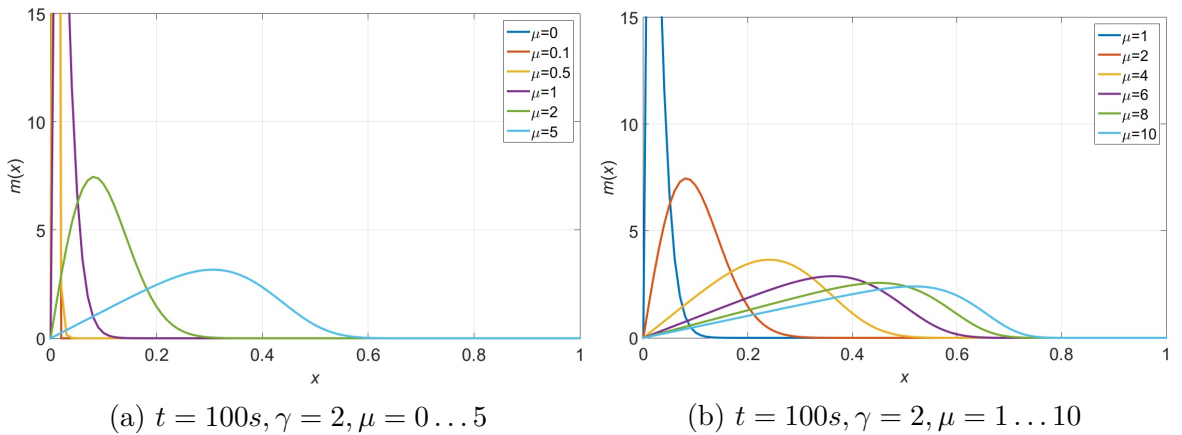 15
10
5
0
m(x)
0
0.2
0.4
0.6
0.8
1
x
μ=0
μ=0.1
μ=0.5
μ=1
μ=2
μ=5
(a) t = 100s, γ = 2, μ = 0 . . . 5
15
10
5
0
m(x)
0
0.2
0.4
0.6
0.8
1
x
μ=1
μ=2
μ=4
μ=6
μ=8
μ=10
(b) t = 100s, γ = 2, μ = 1 . . . 10